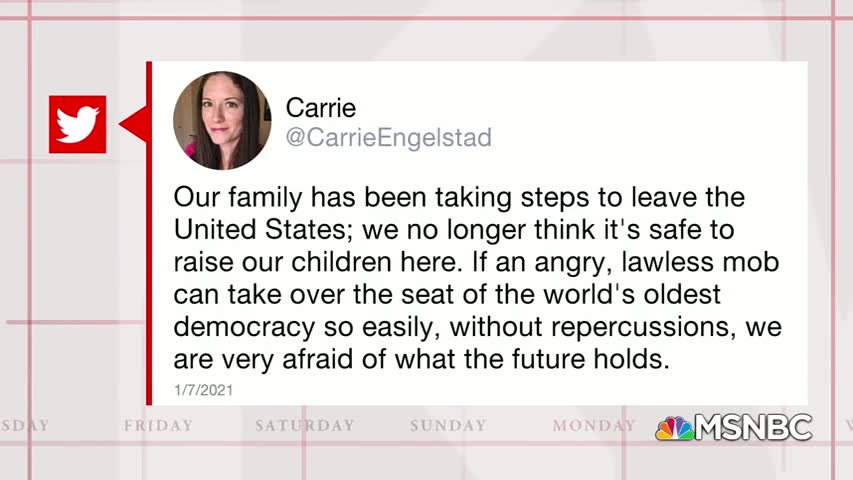 Carrie
@CarrieEngelstad
Our family has been taking steps to leave the
United States; we no longer think it's safe to
raise our children here. If an angry, lawless mob
can take over the seat of the world's oldest
democracy so easily, without repercussions, we
are very afraid of what the future holds.
1/7/2021
SDAY FRIDAY SATURDAY SUNDAY MONDAY W
MSNBC